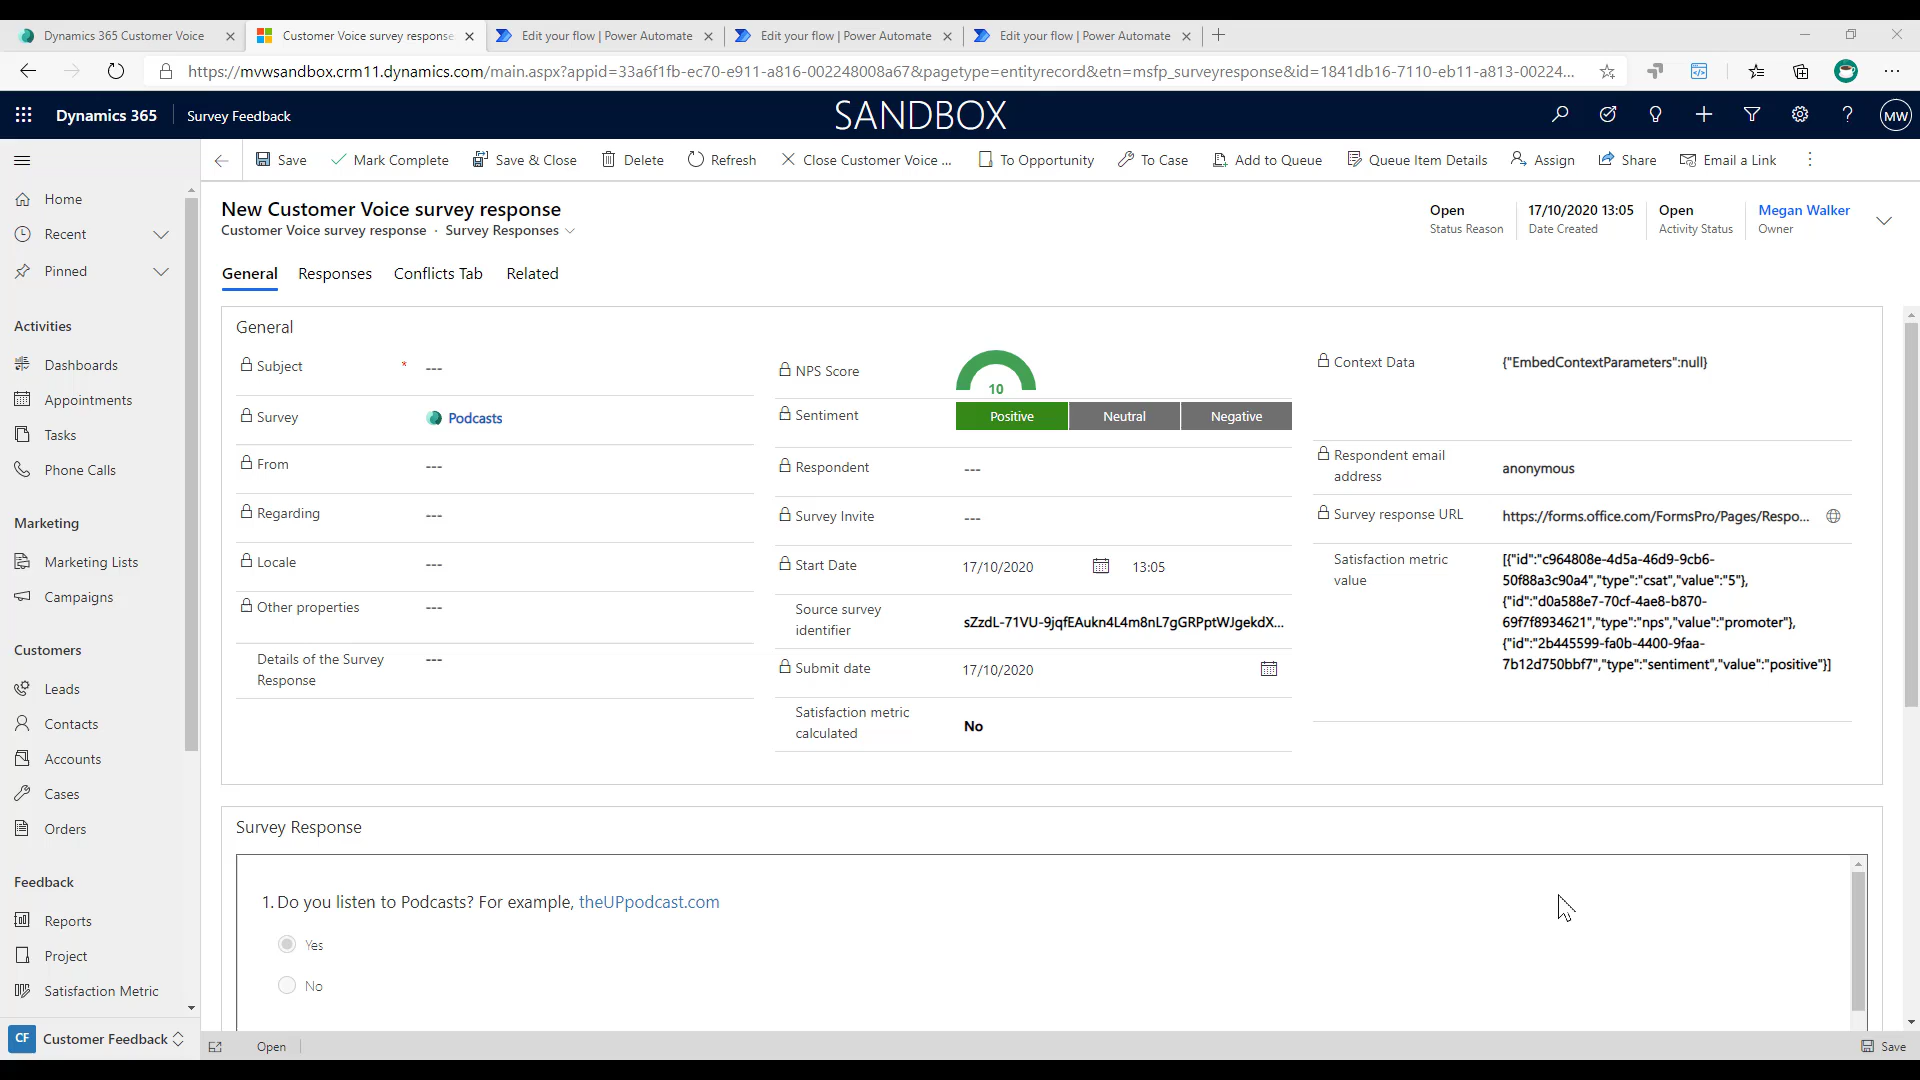 Dynamics 365 Customer Voice
Customer Voice survey response
Edit your flow | Power Automate
Edit your flow | Power Automate
Edit your flow | Power Automate
https://mvwsandbox.crm11.dynamics.com/main.aspx?appid=33a6f1fb-ec70-e911-a816-002248008a67&pagetype=entityrecord&etn=msfp_surveyresponse&id=1841db16-7110-eb11-a813-00224...
Dynamics 365
Survey Feedback
SANDBOX
MW
Save
Mark Complete
Save & Close
Delete
Refresh
Close Customer Voice ...
To Opportunity
To Case
Add to Queue
Queue Item Details
Assign
Share
Email a Link
Home
Recent
Pinned
Activities
Dashboards
Appointments
Tasks
Phone Calls
Marketing
Marketing Lists
Campaigns
Customers
Leads
Contacts
Accounts
Cases
Orders
Feedback
Reports
Project
Satisfaction Metric
CF Customer Feedback
New Customer Voice survey response
Customer Voice survey response · Survey Responses
Open
Status Reason
17/10/2020 13:05
Date Created
Open
Activity Status
Megan Walker
Owner
General
Responses
Conflicts Tab
Related
General
Subject * ---
Survey Podcasts
From ---
Regarding ---
Locale ---
Other properties ---
Details of the Survey ---
Response
NPS Score 10
Sentiment Positive Neutral Negative
Respondent ---
Survey Invite ---
Start Date 17/10/2020 13:05
Source survey
identifier
sZzdL-71VU-9jqfEAukn4L4m8nL7gGRPptWJgekdX...
Submit date 17/10/2020
Satisfaction metric
calculated
No
Context Data {"EmbedContextParameters":null}
Respondent email
address
anonymous
Survey response URL https://forms.office.com/FormsPro/Pages/Respo...
Satisfaction metric
value
[{"id":"c964808e-4d5a-46d9-9cb6-
50f88a3c90a4","type":"csat","value":"5"},
{"id":"d0a588e7-70cf-4ae8-b870-
69f7f8934621","type":"nps","value":"promoter"},
{"id":"2b445599-fa0b-4400-9faa-
7b12d750bbf7","type":"sentiment","value":"positive"}]
Survey Response
1. Do you listen to Podcasts? For example, theUPpodcast.com
Yes
No
Open
Save